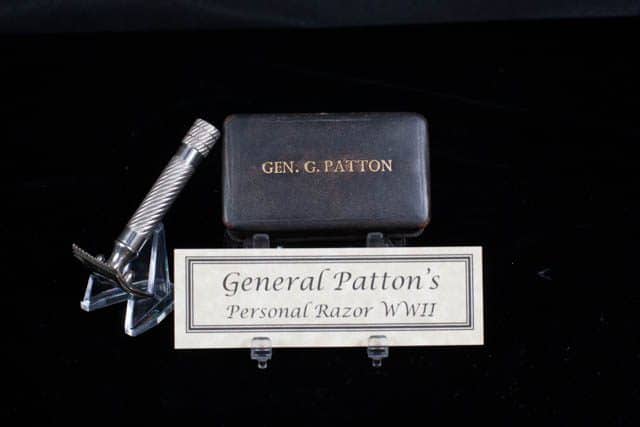 GEN. G. PATTON
General Patton's
Personal Razor WWII